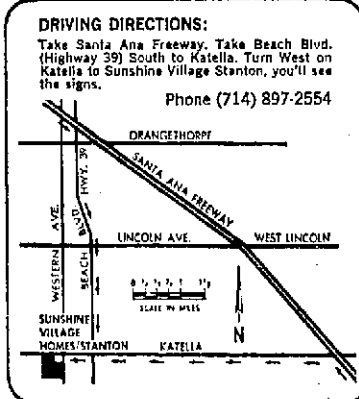 DRIVING DIRECTIONS:
Take Santa Ana Freeway. Take Beach Blvd.
(Highway 39) South to Katella. Turn West on
Katella to Sunshine Village Stanton, you'll see
the signs.
Phone (714) 897-2554
ORANGETHORPE
SANTA ANA FREEWAY
HWY. 39
WESTERN AVE.
BEACH BLVD.
LINCOLN AVE.
WEST LINCOLN
SCALE IN MILES
N
SUNSHINE
VILLAGE
HOMES/STANTON
KATELLA